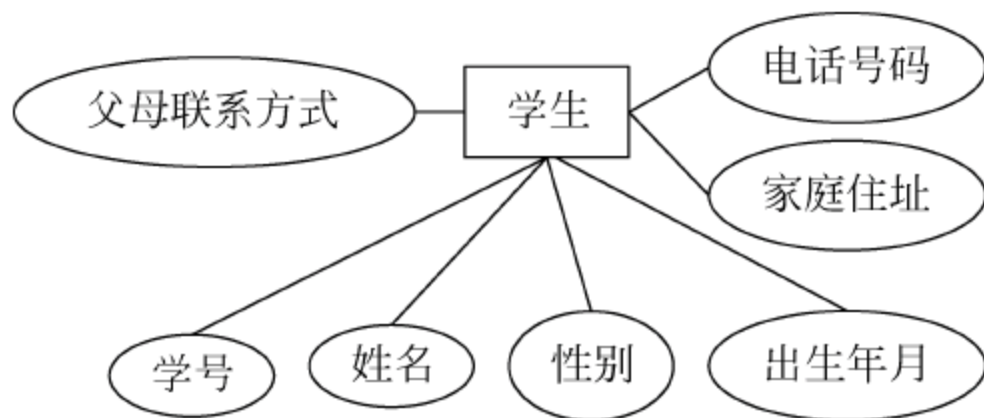 电话号码
父母联系方式
学生
家庭住址
学号
姓名
性别
出生年月